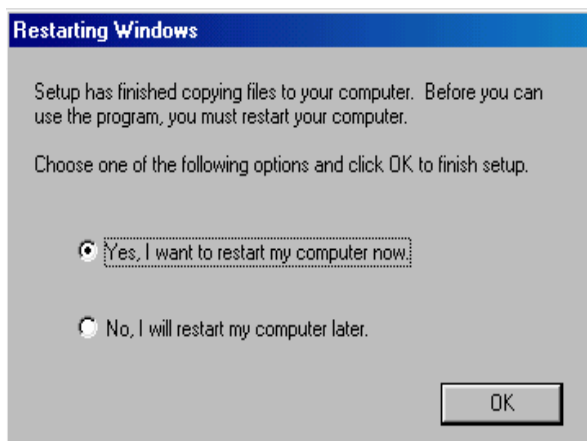 Restarting Windows
Setup has finished copying files to your computer.  Before you can
use the program, you must restart your computer.
Choose one of the following options and click OK to finish setup.
Yes, I want to restart my computer now.
No, I will restart my computer later.
OK